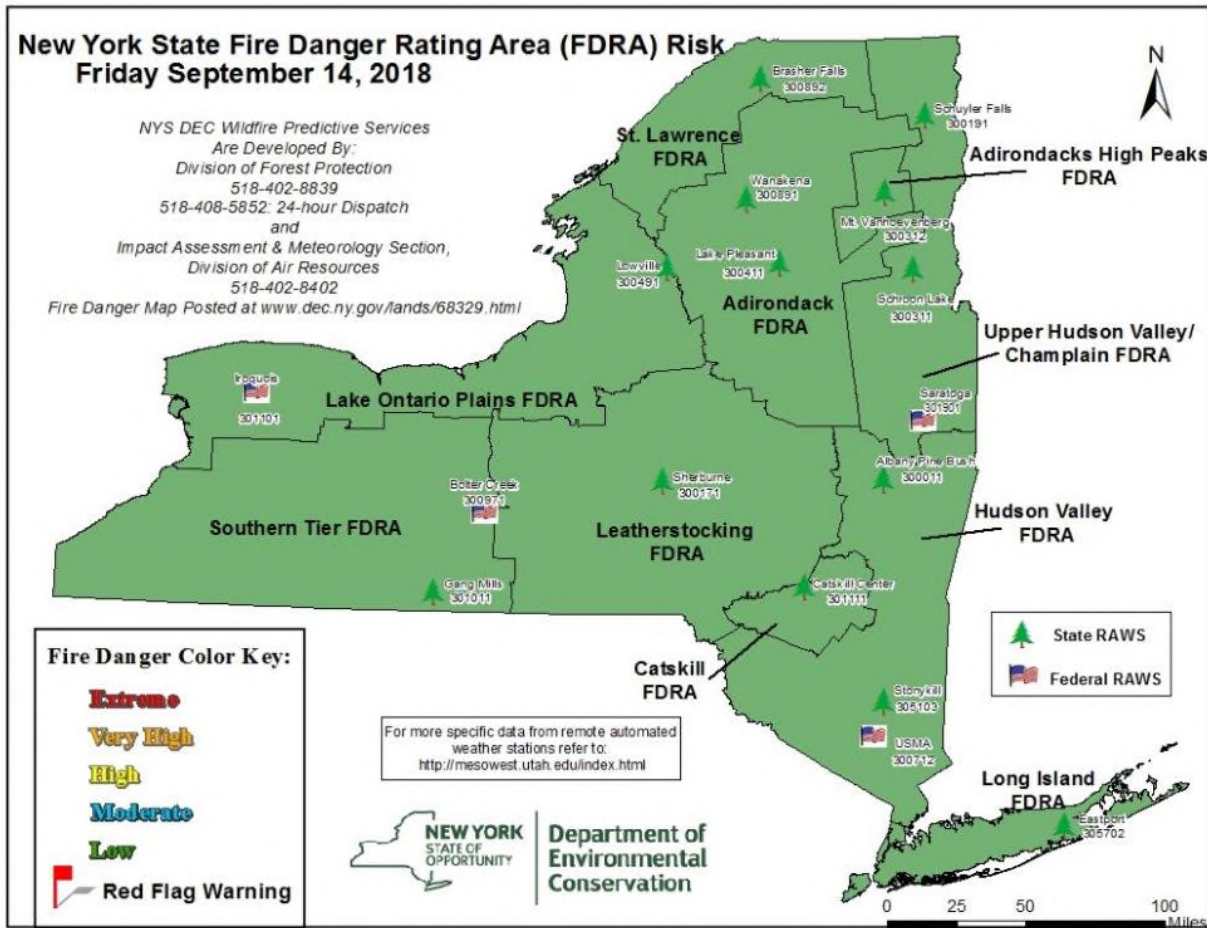 New York State Fire Danger Rating Area (FDRA) Risk
Friday September 14, 2018
NYS DEC Wildfire Predictive Services
Are Developed By:
Division of Forest Protection
518-402-8839
518-408-5852: 24-hour Dispatch
and
Impact Assessment & Meteorology Section,
Division of Air Resources
518-402-8402
Fire Danger Map Posted at www.dec.ny.gov/lands/68329.html
N
Brasher Falls
300892
Schuyler Falls
300191
St. Lawrence
FDRA
Adirondacks High Peaks
FDRA
Wanakena
300891
Mt. Vanhoevenberg
300312
Lowville
300491
Lake Pleasant
300411
Adirondack
FDRA
Schroon Lake
300311
Upper Hudson Valley/
Champlain FDRA
Iroquois
301101
Lake Ontario Plains FDRA
Saratoga
301901
Albany Pine Bush
300011
Bolter Creek
300971
Sherburne
300171
Southern Tier FDRA
Leatherstocking
FDRA
Hudson Valley
FDRA
Gang Mills
301011
Catskill Center
301111
Catskill
FDRA
State RAWS
Federal RAWS
Stonykill
305103
USMA
300712
Long Island
FDRA
Eastport
305702
Fire Danger Color Key:
Extreme
Very High
High
Moderate
Low
Red Flag Warning
For more specific data from remote automated
weather stations refer to:
http://mesowest.utah.edu/index.html
NEW YORK
STATE OF
OPPORTUNITY
Department of
Environmental
Conservation
0 25 50 100
Miles